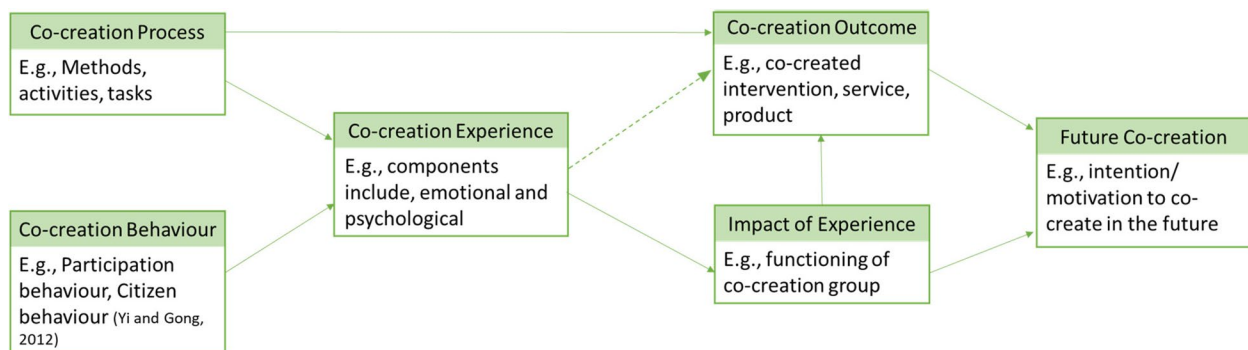 Co-creation Process
E.g., Methods,
activities, tasks
Co-creation Behaviour
E.g., Participation
behaviour, Citizen
behaviour (Yi and Gong,
2012)
Co-creation Experience
E.g., components
include, emotional and
psychological
Co-creation Outcome
E.g., co-created
intervention, service,
product
Impact of Experience
E.g., functioning of
co-creation group
Future Co-creation
E.g., intention/
motivation to co-
create in the future